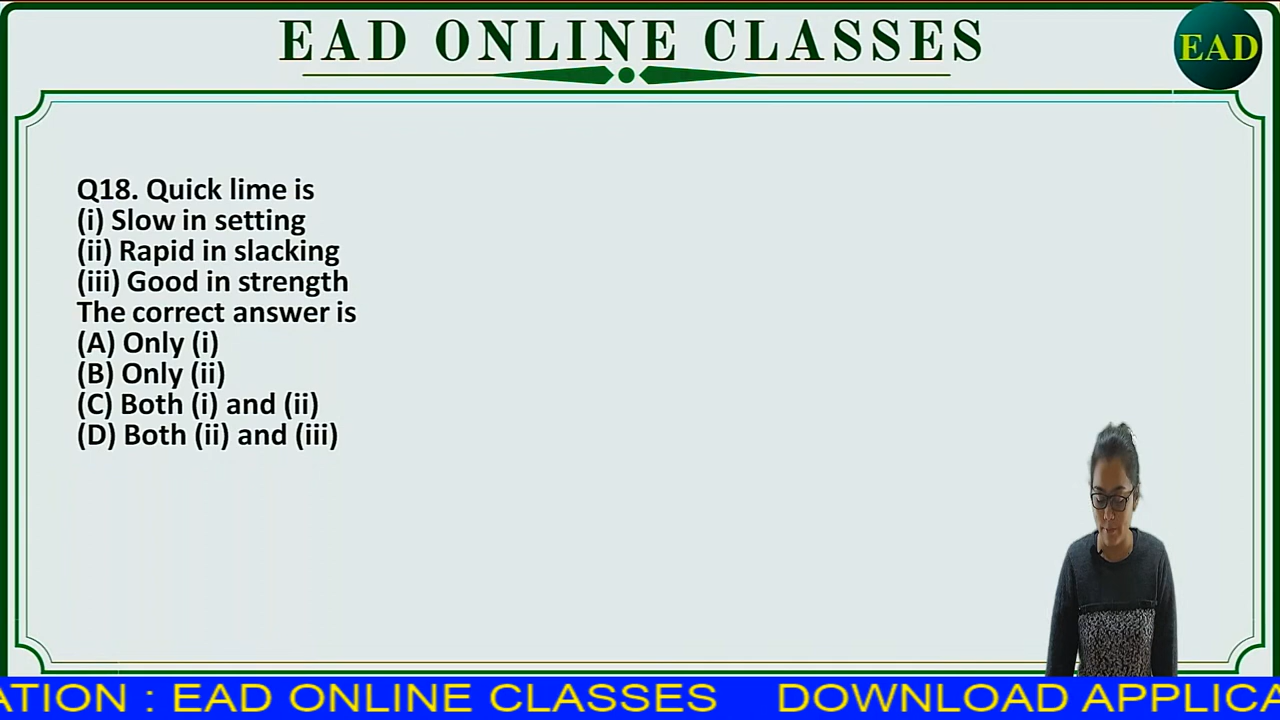 EAD ONLINE CLASSES
EAD
Q18. Quick lime is
(i) Slow in setting
(ii) Rapid in slacking
(iii) Good in strength
The correct answer is
(A) Only (i)
(B) Only (ii)
(C) Both (i) and (ii)
(D) Both (ii) and (iii)
ATION : EAD ONLINE CLASSES DOWNLOAD APPLICA